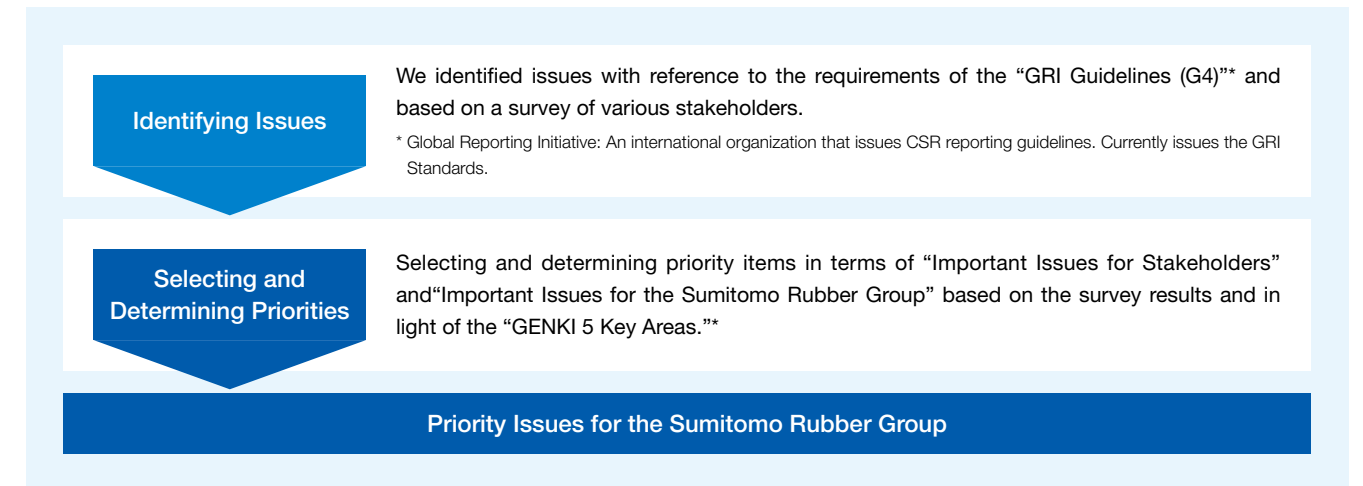 Identifying Issues
We identified issues with reference to the requirements of the “GRI Guidelines (G4)”* and
based on a survey of various stakeholders.
* Global Reporting Initiative: An international organization that issues CSR reporting guidelines. Currently issues the GRI
Standards.
Selecting and
Determining Priorities
Selecting and determining priority items in terms of “Important Issues for Stakeholders”
and“Important Issues for the Sumitomo Rubber Group” based on the survey results and in
light of the “GENKI 5 Key Areas.”*
Priority Issues for the Sumitomo Rubber Group